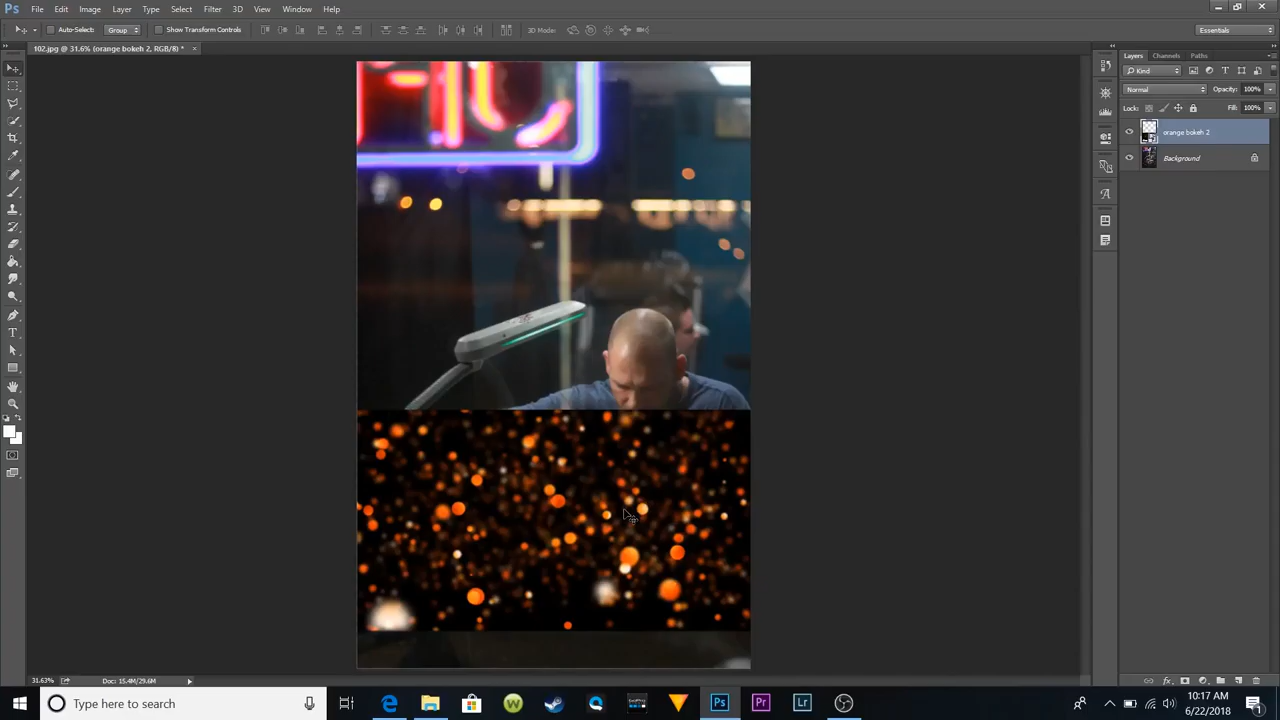 Ps File Edit Image Layer Type Select Filter 3D View Window Help
Auto-Select: Group Show Transform Controls 3D Mode: Essentials
102.jpg @ 31.6% (orange bokeh 2, RGB/8) * ×
Layers Channels Paths
Kind
Normal Opacity: 100%
Lock: Fill: 100%
orange bokeh 2
Background
31.63% Doc: 15.4M/29.6M
Type here to search
Ps Pr Lr
10:17 AM
6/22/2018